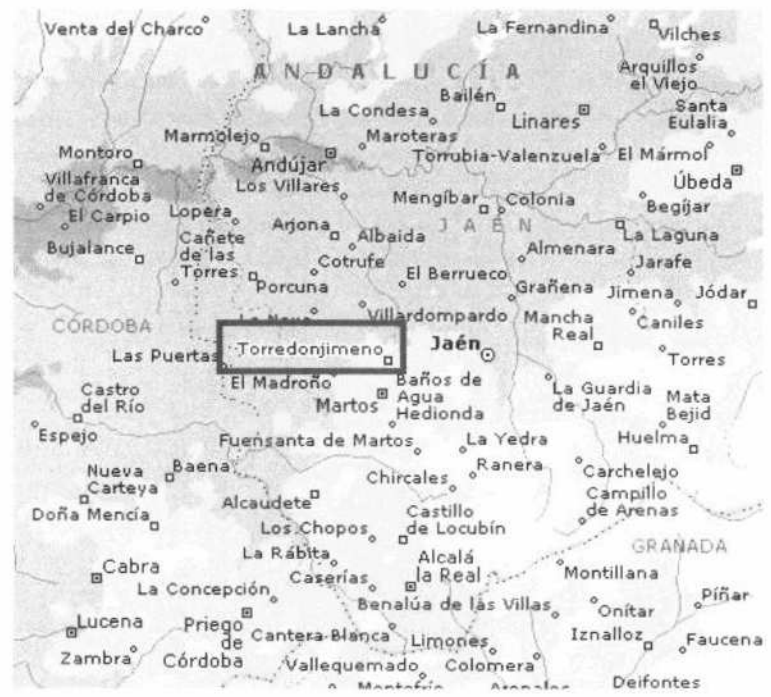 Venta del Charco
La Lancha
La Fernandina
Vilches
ANDALUCÍA
Arquillos
el Viejo
Bailén
La Condesa
Linares
Santa
Eulalia
Marmolejo
Maroteras
Montoro
Andújar
Torrubia-Valenzuela
El Mármol
Villafranca
de Córdoba
Los Villares
Úbeda
Mengíbar
Colonia
Begíjar
El Carpio
Lopera
Arjona
Albaida
JAÉN
La Laguna
Bujalance
Cañete
de las
Torres
Almenara
Cotrufe
Jarafe
El Berrueco
Porcuna
Grañena
Jimena
Jódar
La Nava
Villardompardo
Mancha
Real
Caniles
CÓRDOBA
Torredonjimeno
Jaén
Las Puertas
Torres
El Madroño
Baños de
Agua
Hedionda
La Guardia
de Jaén
Castro
del Río
Martos
Mata
Bejid
Espejo
Fuensanta de Martos
La Yedra
Huelma
Baena
Ranera
Nueva
Carteya
Chircales
Carchelejo
Alcaudete
Campillo
de Arenas
Doña Mencía
Los Chopos
Castillo
de Locubín
GRANADA
La Rábita
Alcalá
la Real
Cabra
Caserías
Montillana
La Concepción
Benalúa de las Villas
Píñar
Onítar
Lucena
Priego
de
Córdoba
Cantera Blanca
Limones
Iznalloz
Faucena
Zambra
Vallequemado
Colomera
Montefrío
Deifontes